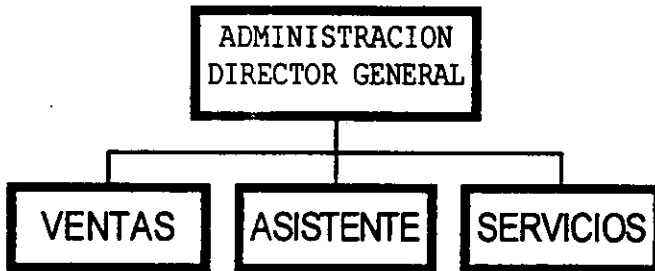 ADMINISTRACION
DIRECTOR GENERAL
VENTAS
ASISTENTE
SERVICIOS